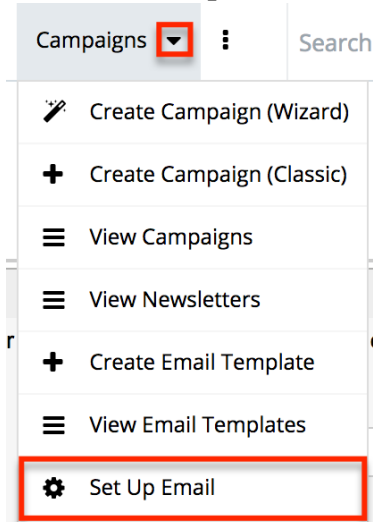 Campaigns
Search
Create Campaign (Wizard)
Create Campaign (Classic)
View Campaigns
View Newsletters
r
Create Email Template
View Email Templates
Set Up Email